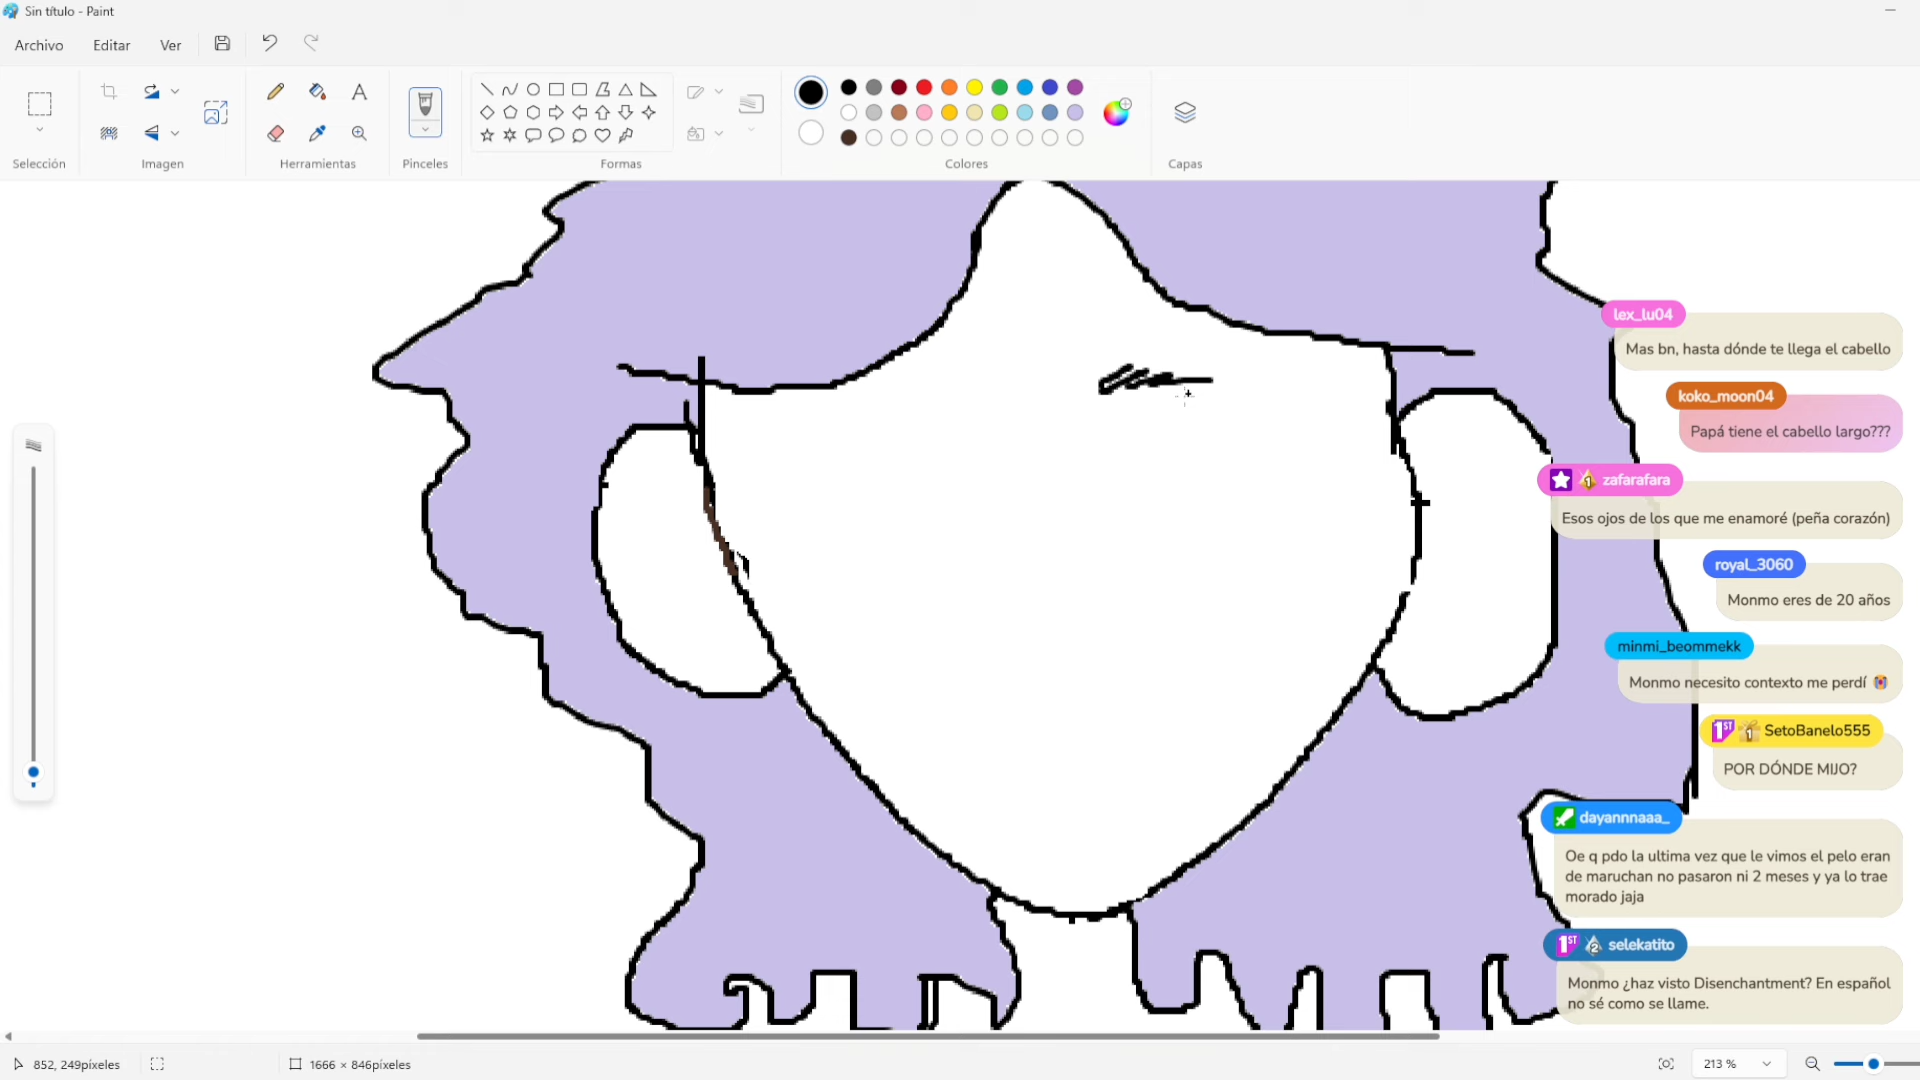 Sin título - Paint
Archivo Editar Ver
Selección
Imagen
Herramientas
Pinceles
Formas
Colores
Capas
lex_lu04
Mas bn, hasta dónde te llega el cabello
koko_moon04
Papá tiene el cabello largo???
1 zafarafara
Esos ojos de los que me enamoré (peña corazón)
royal_3060
Monmo eres de 20 años
minmi_beommekk
Monmo necesito contexto me perdí
1ST 1 SetoBanelo555
POR DÓNDE MIJO?
dayannnaaa_
Oe q pdo la ultima vez que le vimos el pelo eran
de maruchan no pasaron ni 2 meses y ya lo trae
morado jaja
1ST 2 selekatito
Monmo ¿haz visto Disenchantment? En español
no sé como se llame.
852, 249píxeles
1666 × 846píxeles
213 %